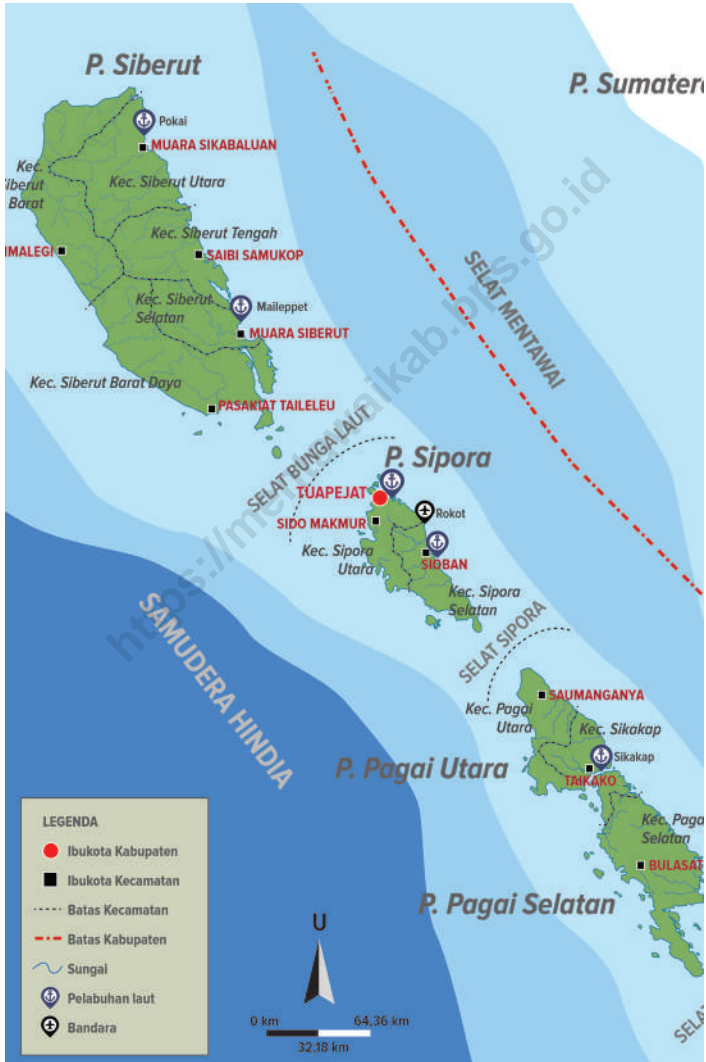 P. Siberut
P. Sumatera
Pokai
MUARA SIKABALUAN
Kec.
Siberut
Barat
Kec. Siberut Utara
Kec. Siberut Tengah
IMALEGI
SAIBI SAMUKOP
Kec. Siberut
Selatan
Maileppet
MUARA SIBERUT
Kec. Siberut Barat Daya
PASAKIAT TAILELEU
SELAT MENTAWAI
SELAT BUNGA LAUT
P. Sipora
TUAPEJAT
Rokot
SIDO MAKMUR
Kec. Sipora
Utara
SIOBAN
Kec. Sipora
Selatan
SAMUDERA HINDIA
SELAT SIPORA
SAUMANGANYA
Kec. Pagai
Utara
Kec. Sikakap
Sikakap
P. Pagai Utara
TAIKAKO
Kec. Paga
Selatan
BULASAT
P. Pagai Selatan
SELAT
LEGENDA
Ibukota Kabupaten
Ibukota Kecamatan
Batas Kecamatan
Batas Kabupaten
Sungai
Pelabuhan laut
Bandara
U
0 km
64,36 km
32.18 km
https://mentawaikab.bps.go.id